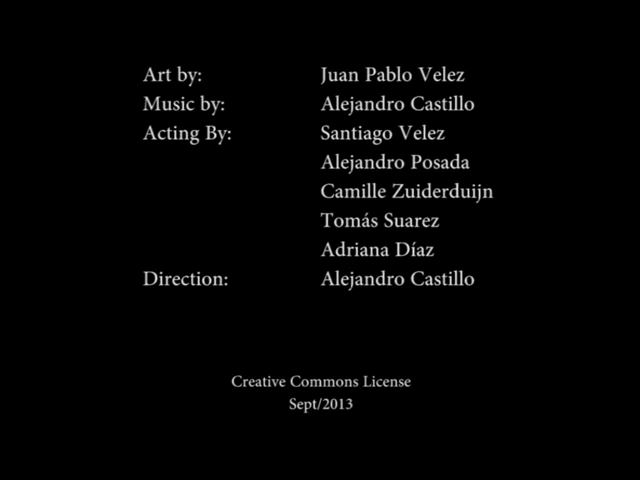 Art by: Juan Pablo Velez
Music by: Alejandro Castillo
Acting By: Santiago Velez
Alejandro Posada
Camille Zuiderduijn
Tomás Suarez
Adriana Díaz
Direction: Alejandro Castillo
Creative Commons License
Sept/2013